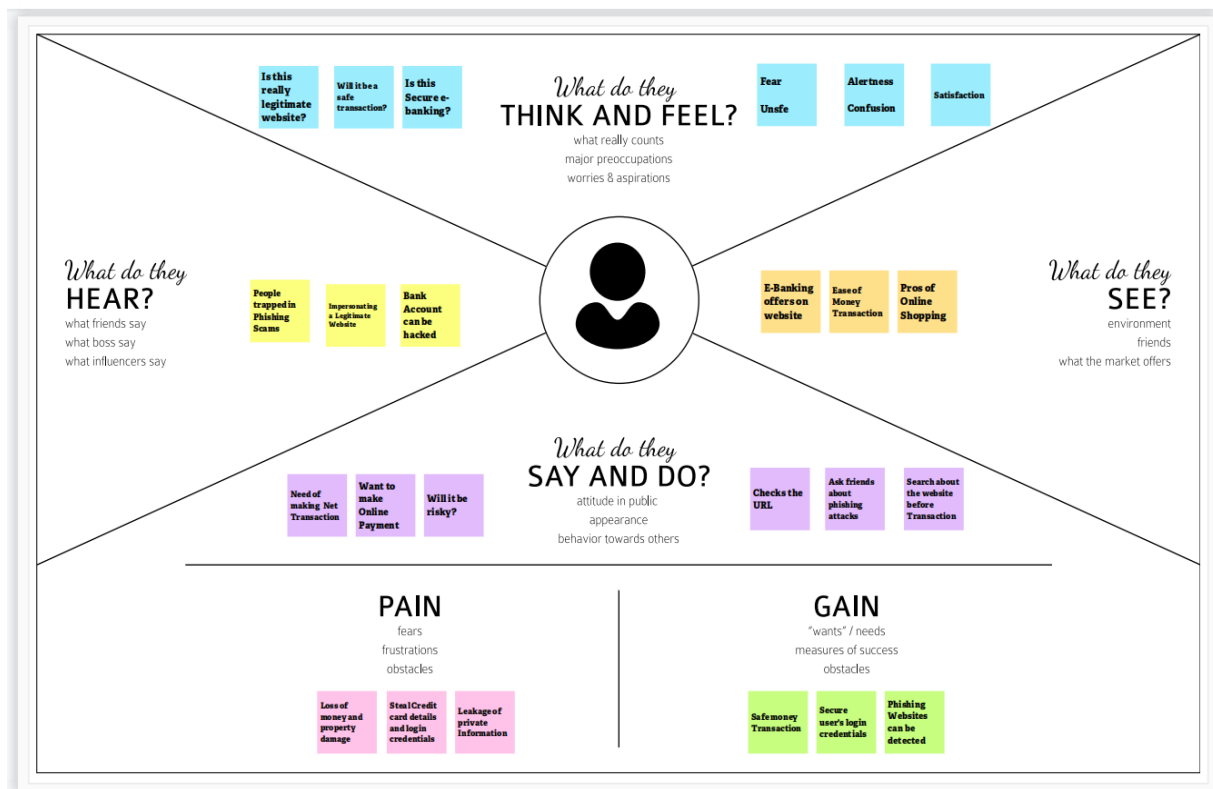 What do they
THINK AND FEEL?
what really counts
major preoccupations
worries & aspirations
Is this
really
legitimate
website?
Will it be a
safe
transaction?
Is this
Secure e-
banking?
Fear
Unsfe
Alertness
Confusion
Satisfaction
What do they
HEAR?
what friends say
what boss say
what influencers say
People
trapped in
Phishing
Scams
Impersonating
a Legitimate
Website
Bank
Account
can be
hacked
E-Banking
offers on
website
Ease of
Money
Transaction
Pros of
Online
Shopping
What do they
SEE?
environment
friends
what the market offers
What do they
SAY AND DO?
attitude in public
appearance
behavior towards others
Need of
making Net
Transaction
Want to
make
Online
Payment
Will it be
risky?
Checks the
URL
Ask friends
about
phishing
attacks
Search about
the website
before
Transaction
PAIN
fears
frustrations
obstacles
Loss of
money and
property
damage
Steal Credit
card details
and login
credentials
Leakage of
private
Information
GAIN
"wants" / needs
measures of success
obstacles
Safe money
Transaction
Secure
user's login
credentials
Phishing
Websites
can be
detected